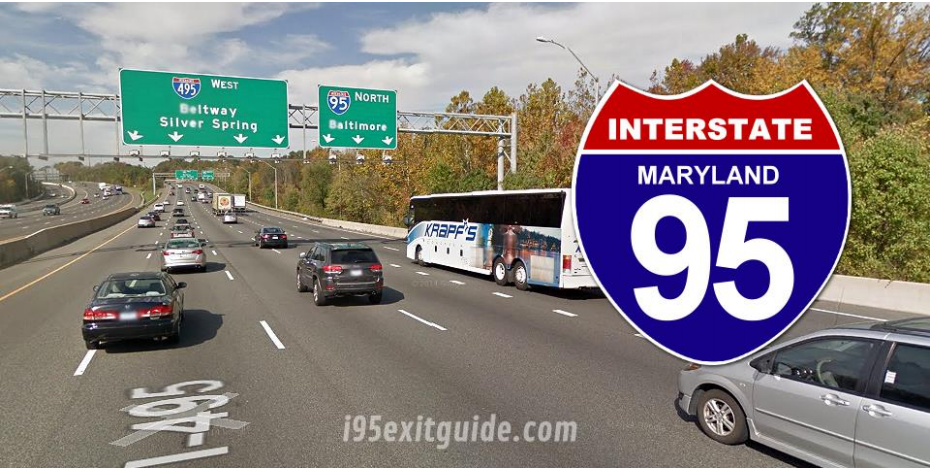 495
WEST
Beltway
Silver Spring
95
NORTH
Baltimore
KRAPF'S
INTERSTATE
MARYLAND
95
I-495
i95exitguide.com